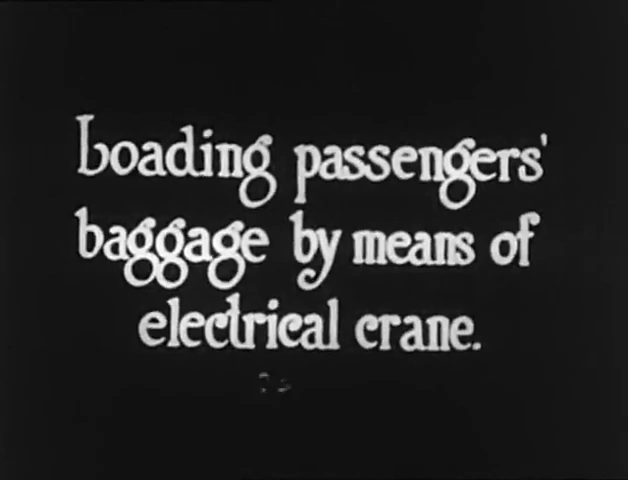 Loading passengers'
baggage by means of
electrical crane.